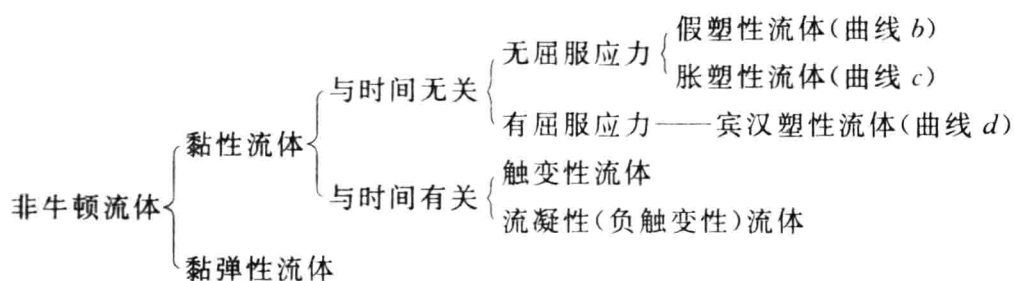 假塑性流体(曲线 b)
无屈服应力
胀塑性流体(曲线 c)
与时间无关
有屈服应力——宾汉塑性流体(曲线 d)
黏性流体
触变性流体
与时间有关
流凝性(负触变性)流体
非牛顿流体
黏弹性流体